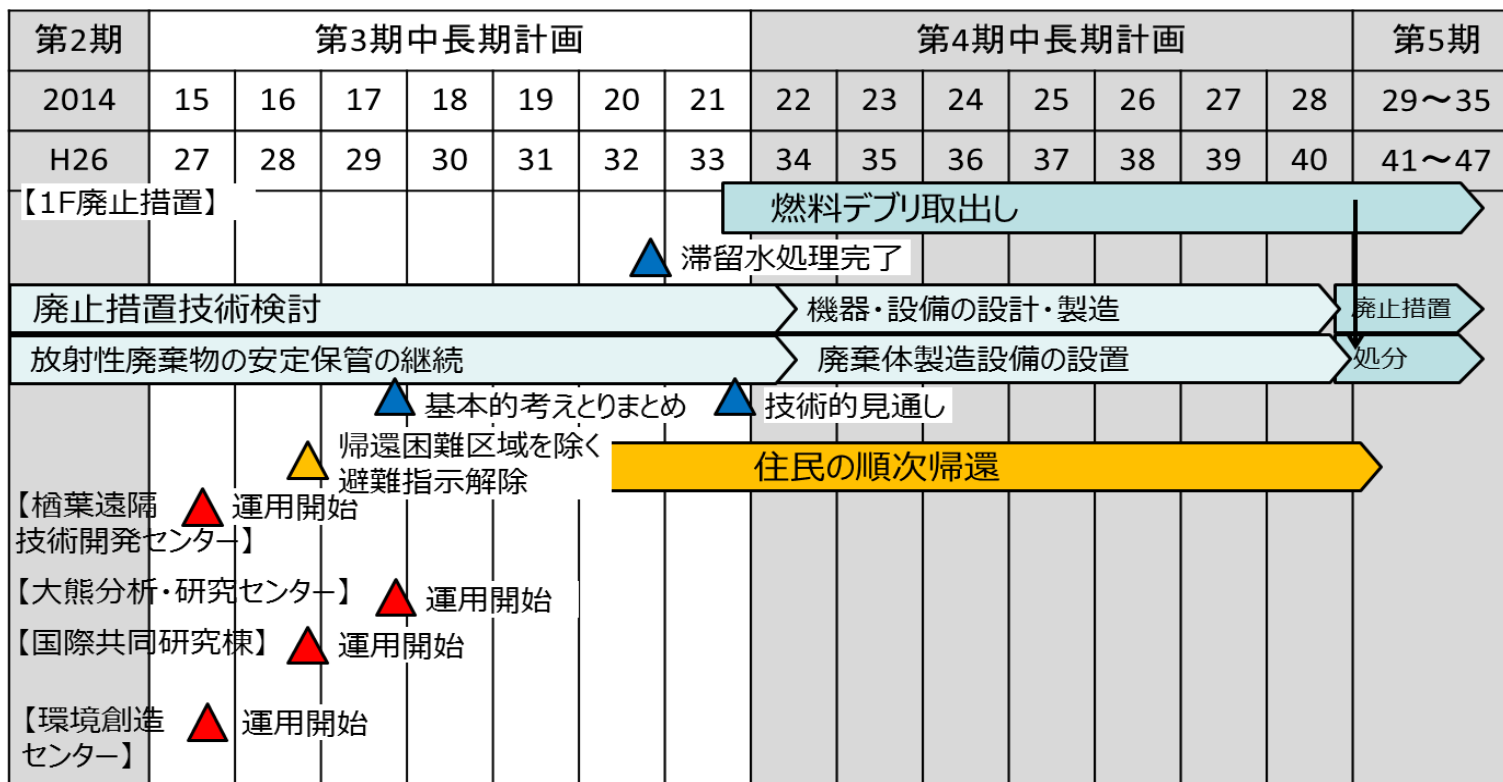 第2期 第3期中長期計画 第4期中長期計画 第5期
2014 15 16 17 18 19 20 21 22 23 24 25 26 27 28 29～35
H26 27 28 29 30 31 32 33 34 35 36 37 38 39 40 41～47
【1F廃止措置】
燃料デブリ取出し
滞留水処理完了
廃止措置技術検討 機器・設備の設計・製造 廃止措置
放射性廃棄物の安定保管の継続 廃棄体製造設備の設置 処分
基本的考えとりまとめ 技術的見通し
帰還困難区域を除く
避難指示解除
住民の順次帰還
【楢葉遠隔
技術開発センター】
運用開始
【大熊分析・研究センター】 運用開始
【国際共同研究棟】 運用開始
【環境創造
センター】
運用開始